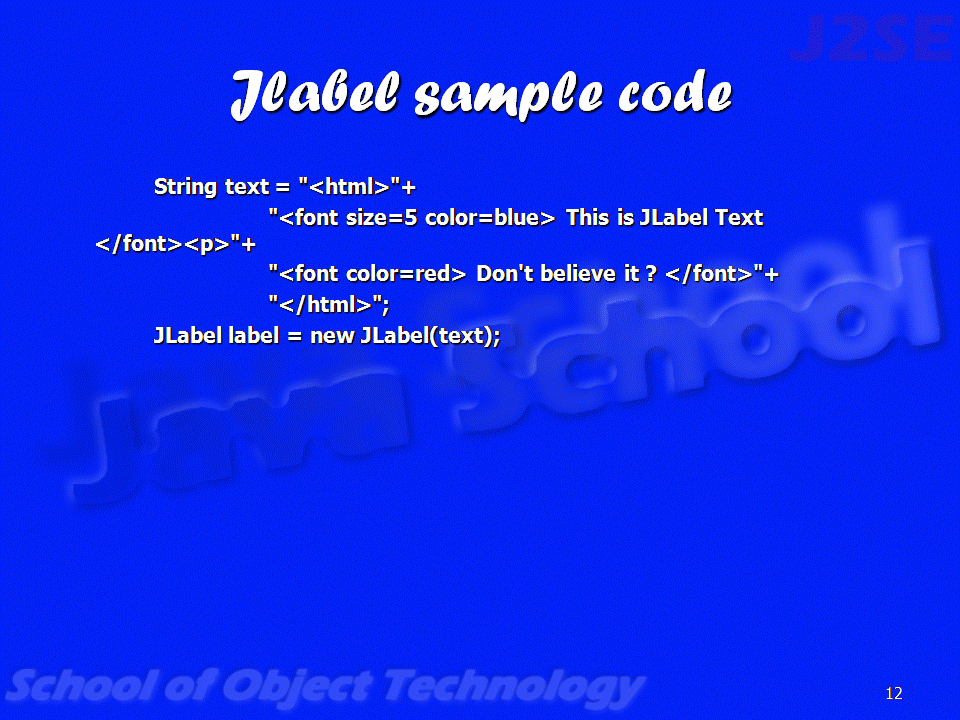 J2SE
Jlabel sample code
String text = "<html>"+
"<font size=5 color=blue> This is JLabel Text
</font><p>"+
"<font color=red> Don't believe it ? </font>"+
"</html>";
JLabel label = new JLabel(text);
Java School
School of Object Technology
12